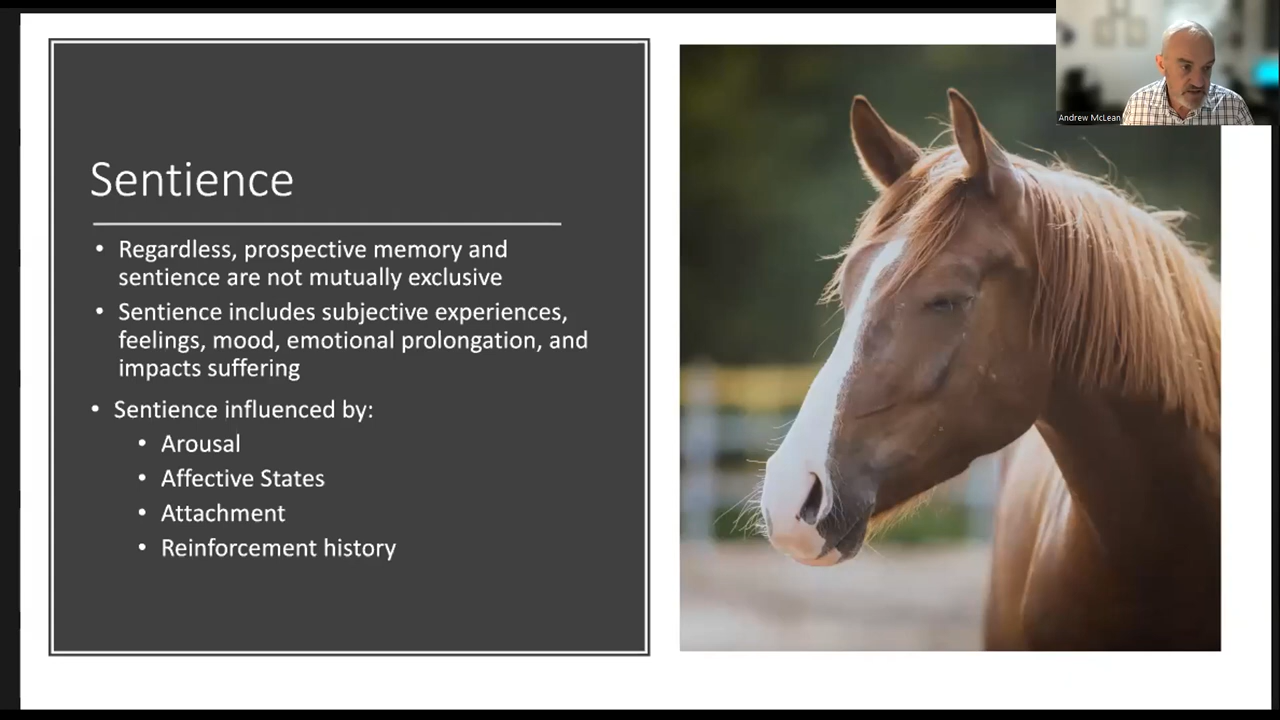 Sentience
• Regardless, prospective memory and
sentience are not mutually exclusive
• Sentience includes subjective experiences,
feelings, mood, emotional prolongation, and
impacts suffering
• Sentience influenced by:
• Arousal
• Affective States
• Attachment
• Reinforcement history
Andrew McLean